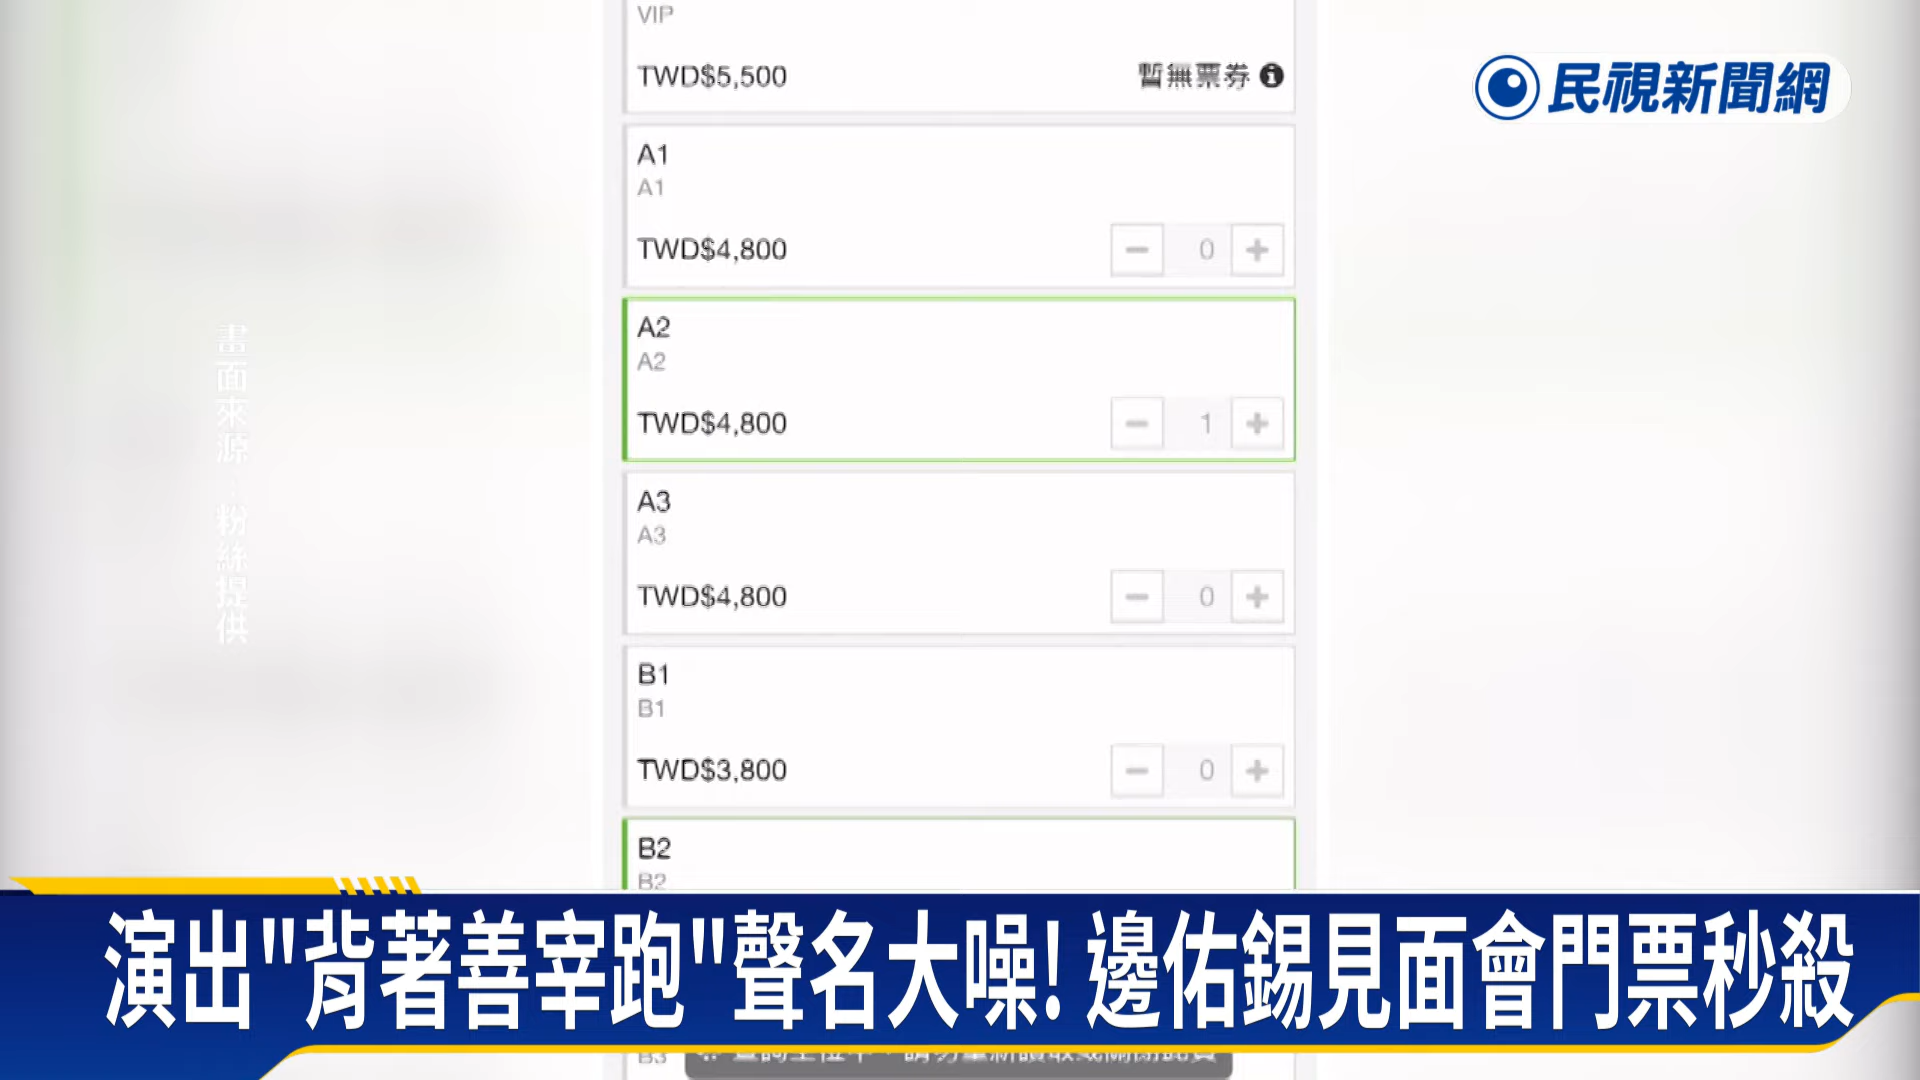 VIP
TWD$5,500
暫無票券
民視新聞網
A1
A1
TWD$4,800
0
A2
A2
TWD$4,800
1
畫面來源:粉絲提供
A3
A3
TWD$4,800
0
B1
B1
TWD$3,800
0
B2
B2
演出"背著善宰跑"聲名大噪! 邊佑錫見面會門票秒殺
B3